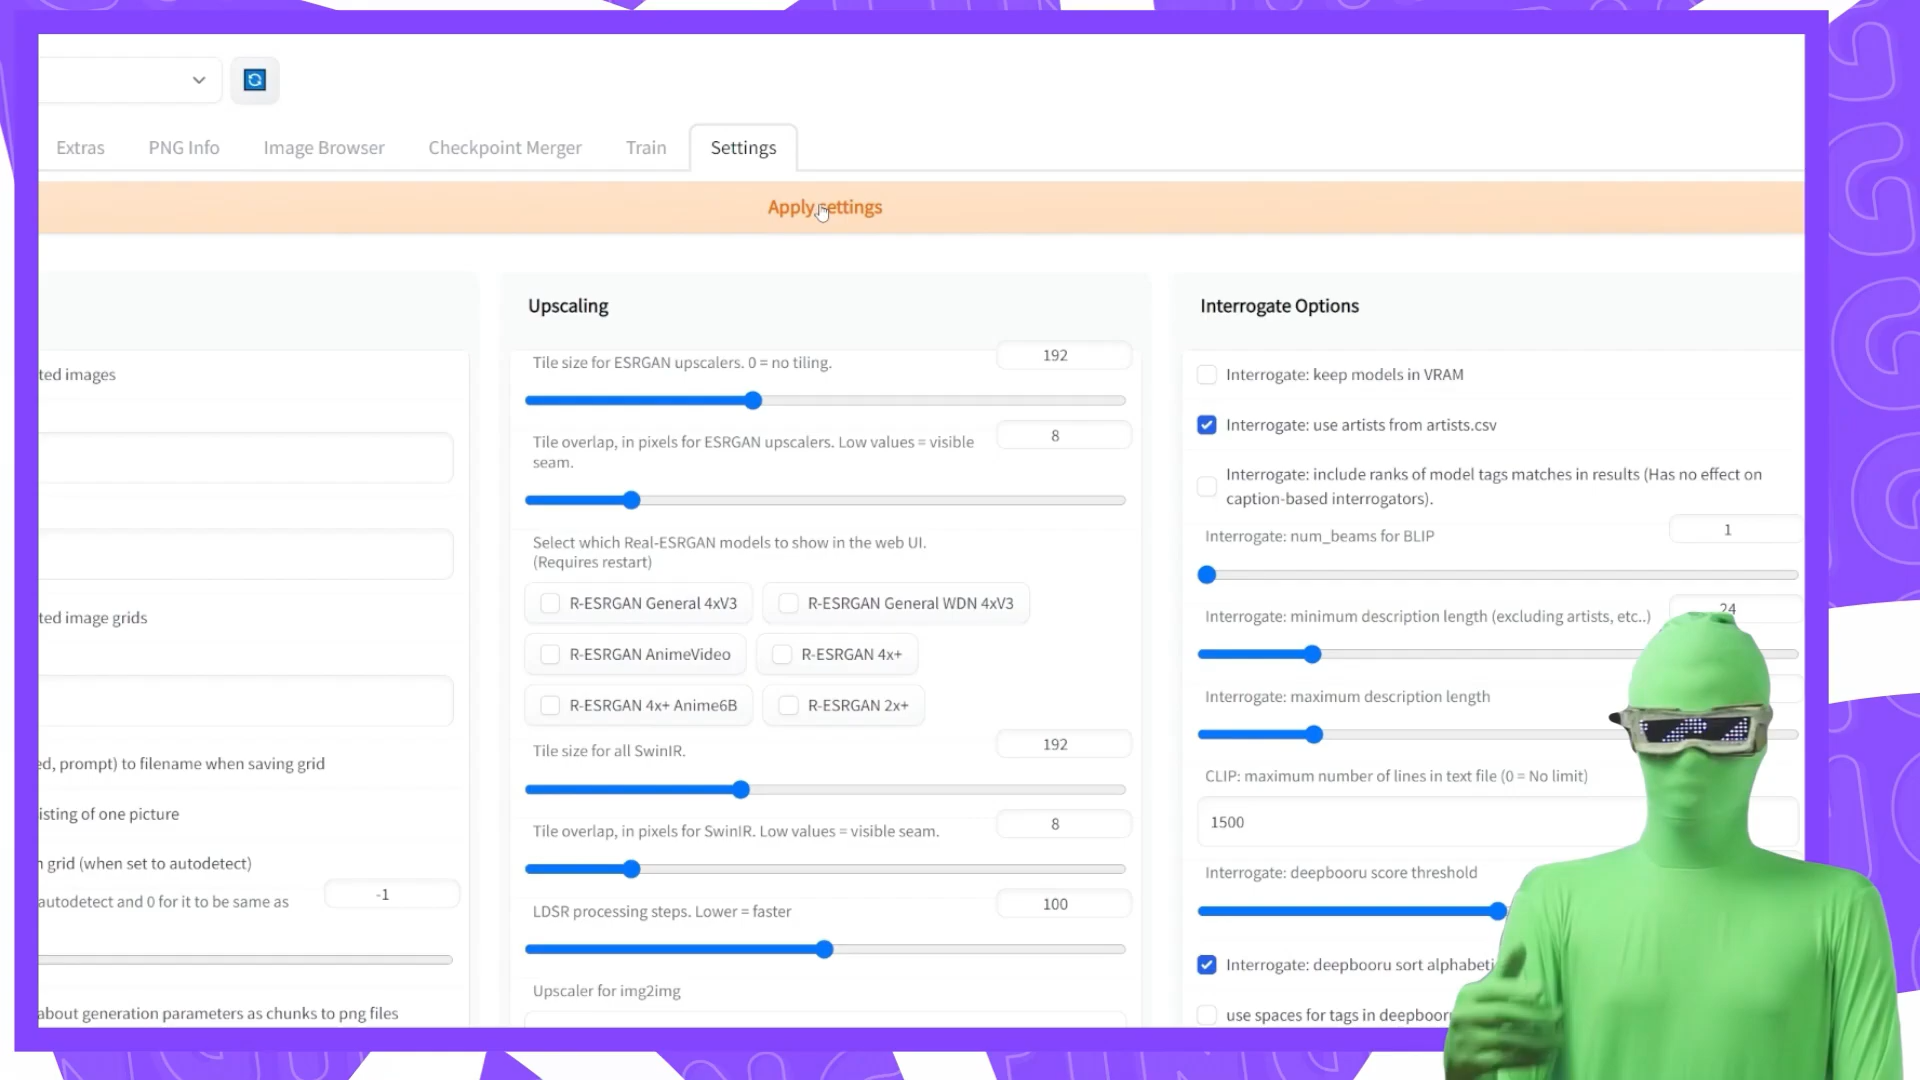 Extras PNG Info Image Browser Checkpoint Merger Train Settings
Apply settings
ted images
ted image grids
ed, prompt) to filename when saving grid
isting of one picture
n grid (when set to autodetect)
autodetect and 0 for it to be same as
-1
about generation parameters as chunks to png files
Upscaling
Tile size for ESRGAN upscalers. 0 = no tiling.
192
Tile overlap, in pixels for ESRGAN upscalers. Low values = visible
seam.
8
Select which Real-ESRGAN models to show in the web UI.
(Requires restart)
R-ESRGAN General 4xV3
R-ESRGAN General WDN 4xV3
R-ESRGAN AnimeVideo
R-ESRGAN 4x+
R-ESRGAN 4x+ Anime6B
R-ESRGAN 2x+
Tile size for all SwinIR.
192
Tile overlap, in pixels for SwinIR. Low values = visible seam.
8
LDSR processing steps. Lower = faster
100
Upscaler for img2img
Interrogate Options
Interrogate: keep models in VRAM
Interrogate: use artists from artists.csv
Interrogate: include ranks of model tags matches in results (Has no effect on
caption-based interrogators).
Interrogate: num_beams for BLIP
1
Interrogate: minimum description length (excluding artists, etc..)
24
Interrogate: maximum description length
CLIP: maximum number of lines in text file (0 = No limit)
1500
Interrogate: deepbooru score threshold
Interrogate: deepbooru sort alphabeti
use spaces for tags in deepboor